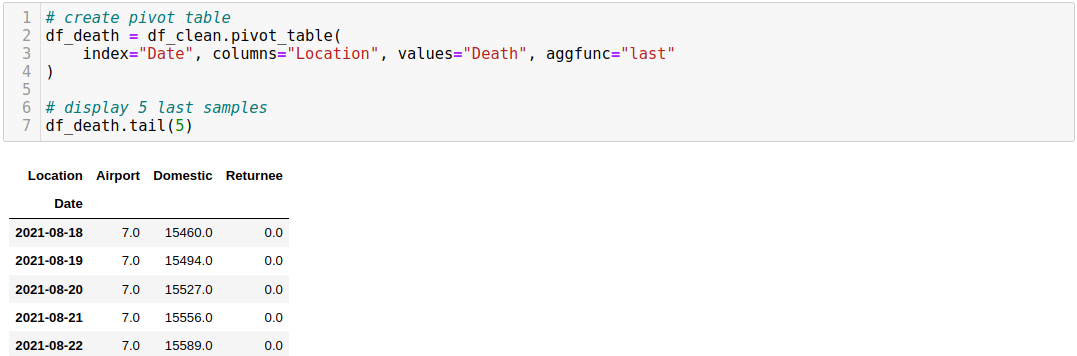 1 # create pivot table
2 df_death = df_clean.pivot_table(
3     index="Date", columns="Location", values="Death", aggfunc="last"
4 )
5
6 # display 5 last samples
7 df_death.tail(5)
Location Airport Domestic Returnee
Date
2021-08-18 7.0 15460.0 0.0
2021-08-19 7.0 15494.0 0.0
2021-08-20 7.0 15527.0 0.0
2021-08-21 7.0 15556.0 0.0
2021-08-22 7.0 15589.0 0.0